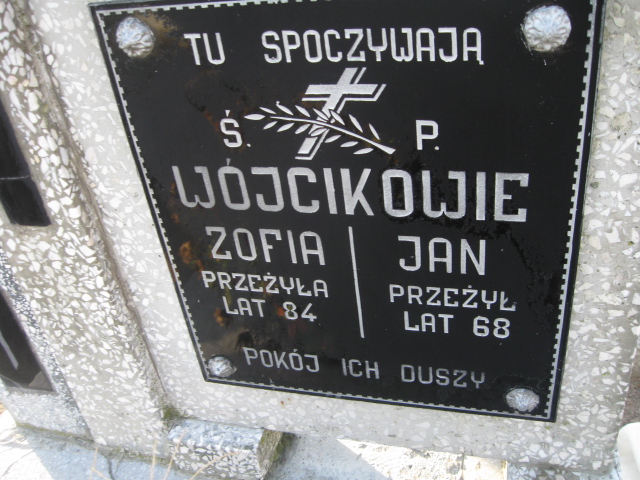 TU SPOCZYWAJĄ
Ś. P.
WÓJCIKOWIE
ZOFIA JAN
PRZEŻYŁA PRZEŻYŁ
LAT 84 LAT 68
POKÓJ ICH DUSZY